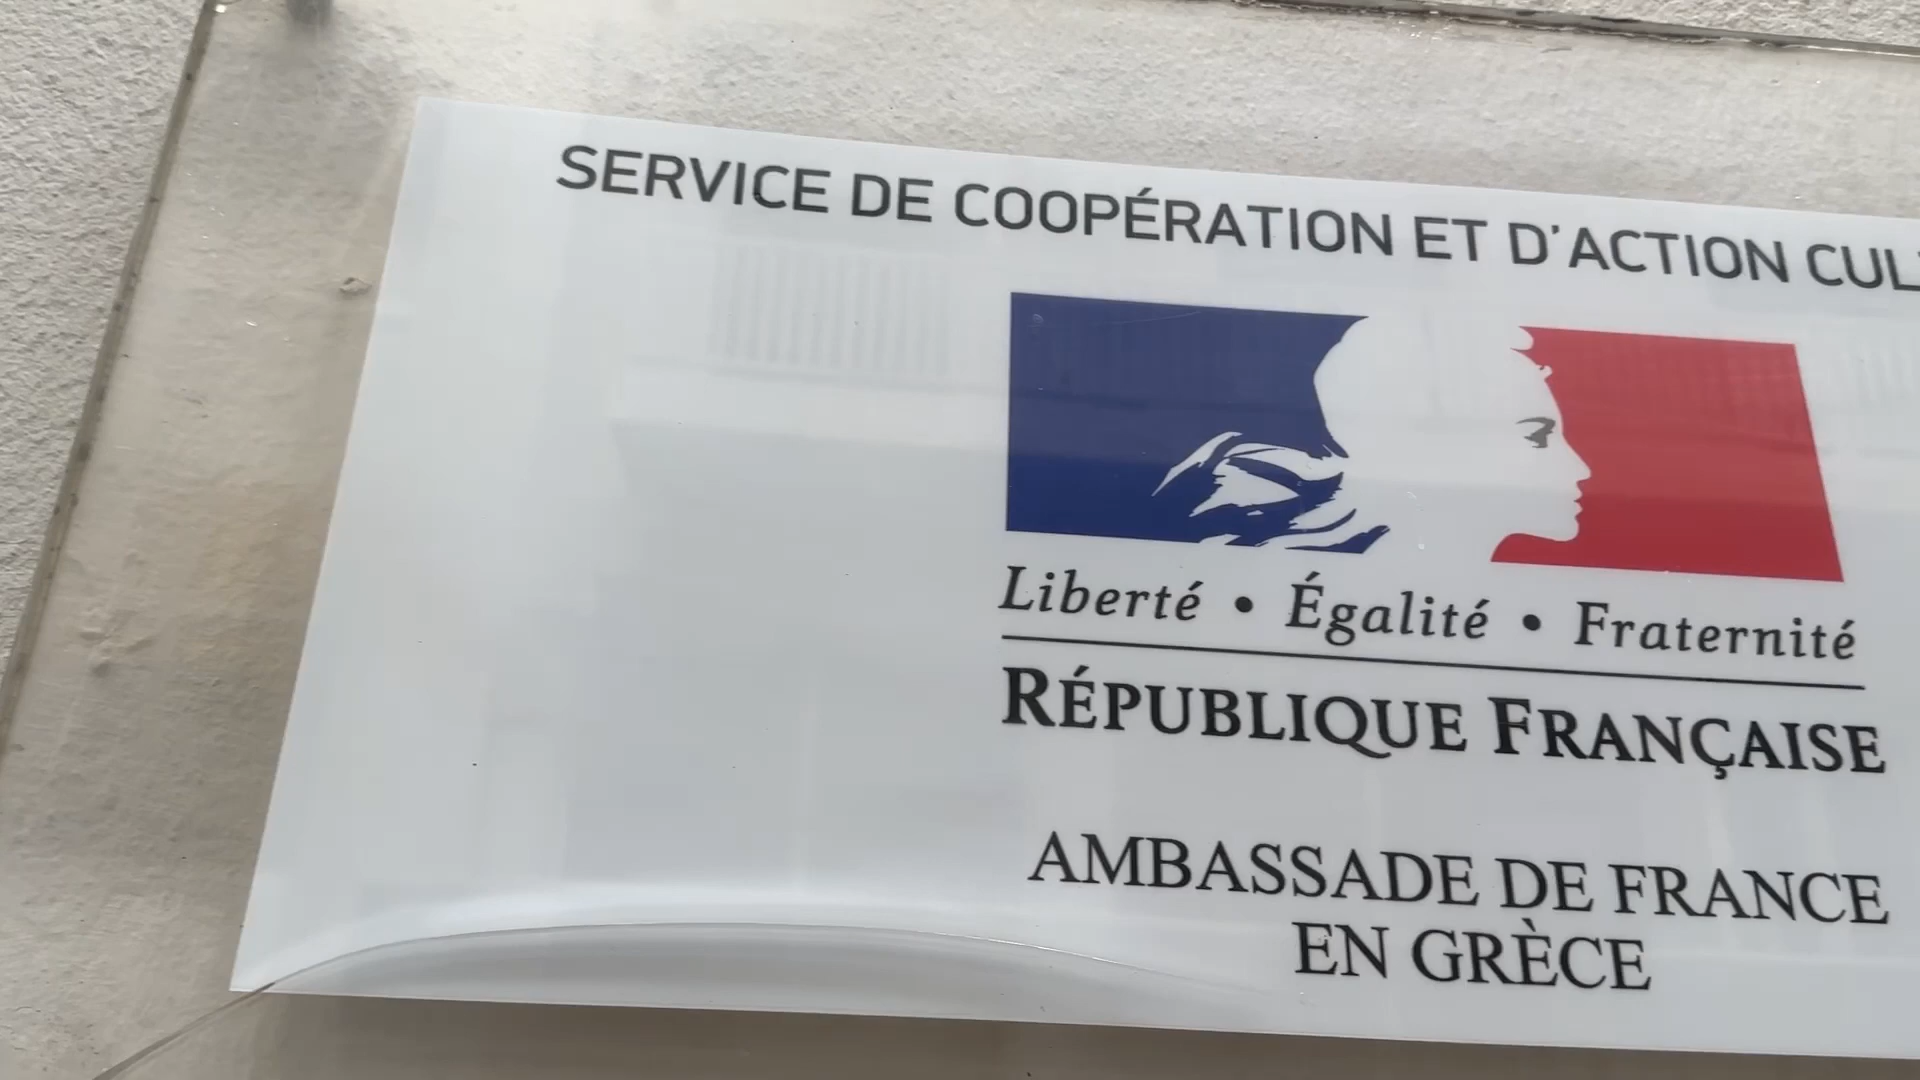 SERVICE DE COOPÉRATION ET D'ACTION
Liberté • Égalité • Fraternité
RÉPUBLIQUE FRANÇAISE
AMBASSADE DE FRANCE
EN GRÈCE